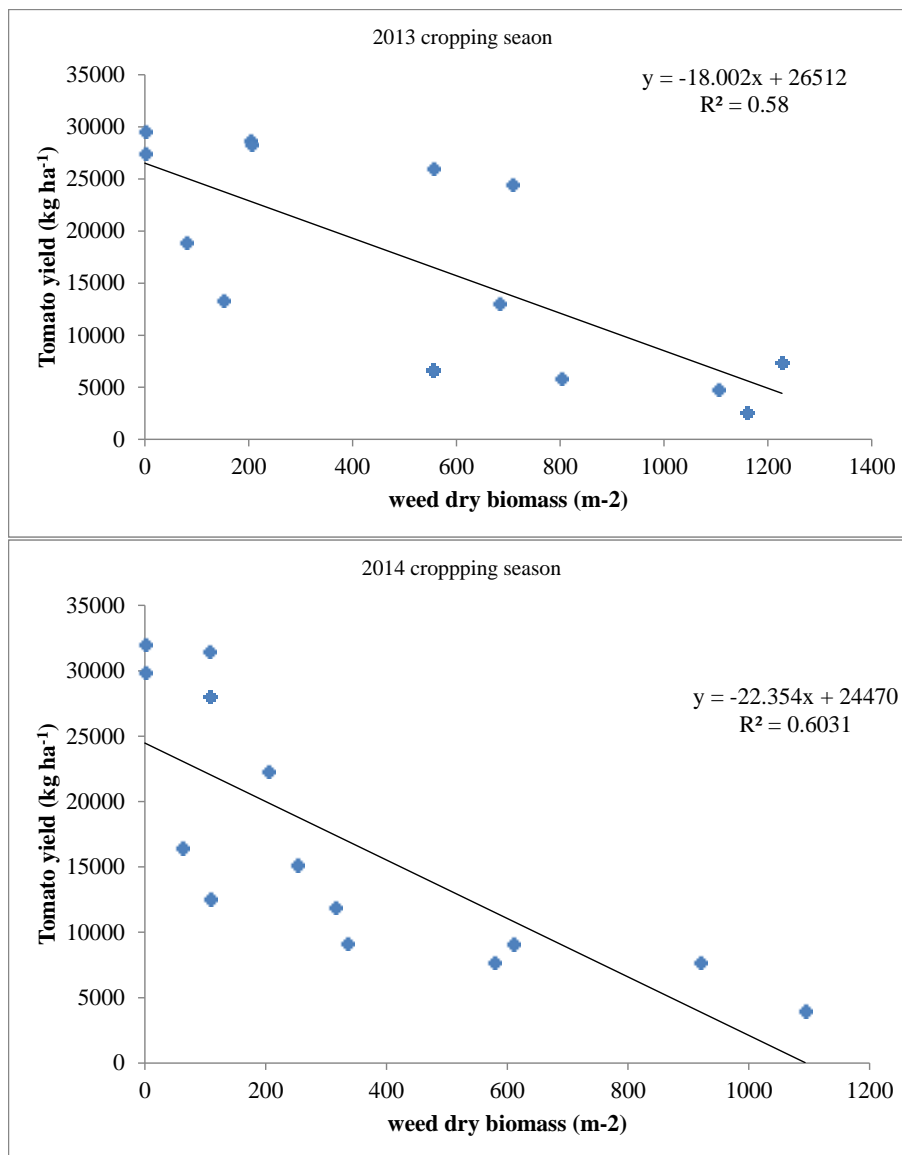 2013 cropping seaon
y = -18.002x + 26512
R² = 0.58
35000
30000
25000
20000
15000
10000
5000
0
Tomato yield (kg ha⁻¹)
0 200 400 600 800 1000 1200 1400
weed dry biomass (m-2)
2014 croppping season
y = -22.354x + 24470
R² = 0.6031
35000
30000
25000
20000
15000
10000
5000
0
Tomato yield (kg ha⁻¹)
0 200 400 600 800 1000 1200
weed dry biomass (m-2)